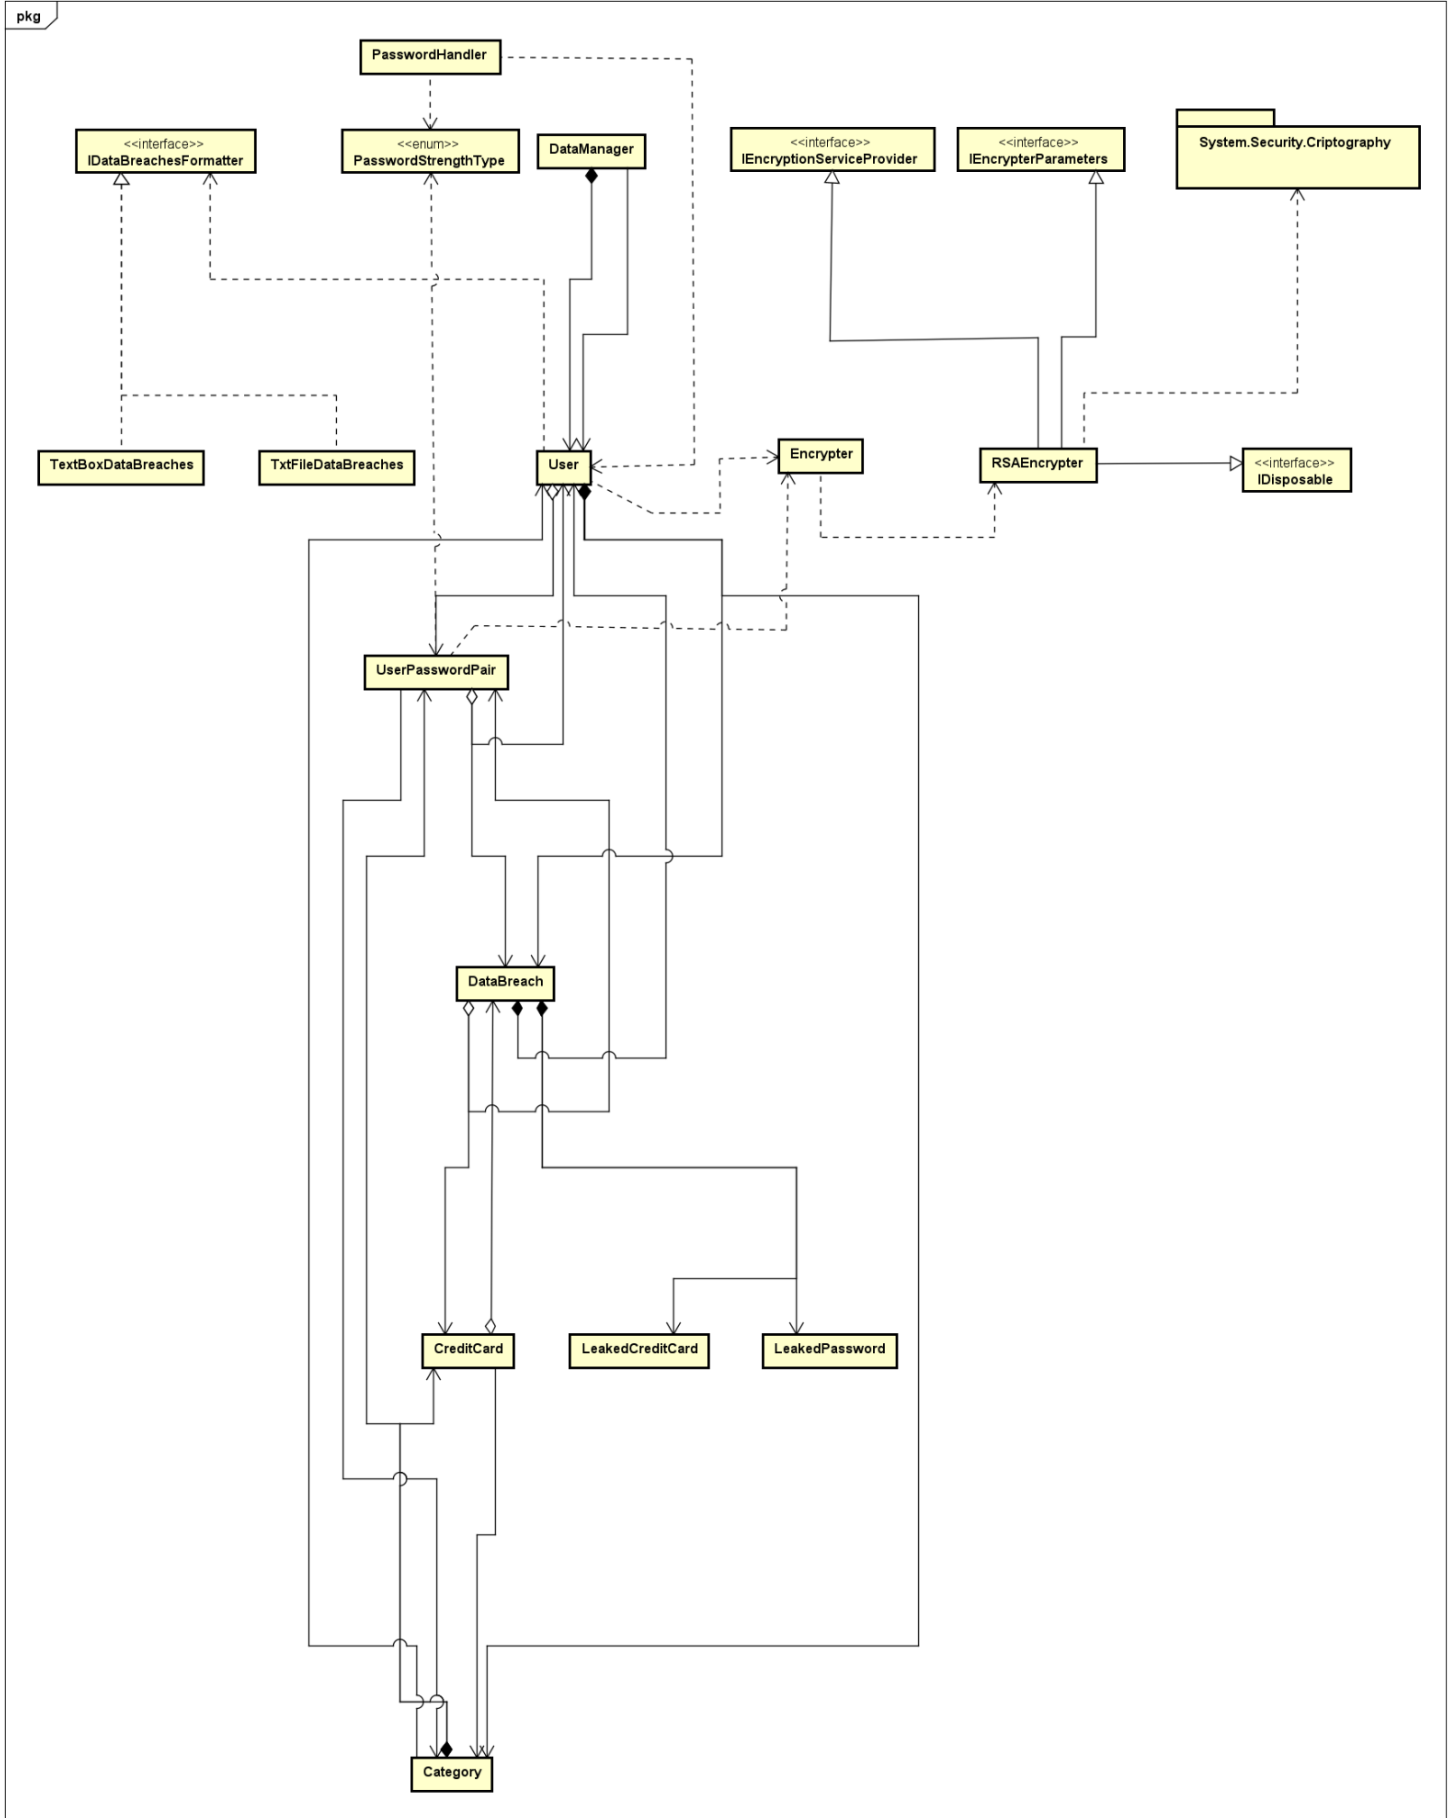 pkg
PasswordHandler
<<interface>>
IDataBreachesFormatter
<<enum>>
PasswordStrengthType
DataManager
<<interface>>
IEncryptionServiceProvider
<<interface>>
IEncrypterParameters
System.Security.Criptography
TextBoxDataBreaches
TxtFileDataBreaches
User
Encrypter
RSAEncrypter
<<interface>>
IDisposable
UserPasswordPair
DataBreach
CreditCard
LeakedCreditCard
LeakedPassword
Category